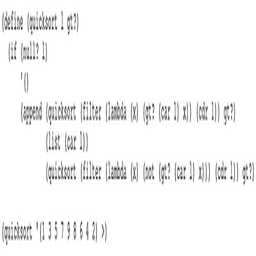 (define (quicksort l gt?)
  (if (null? l)
      '()
      (append (quicksort (filter (lambda (x) (gt? (car l) x)) (cdr l)) gt?)
              (list (car l))
              (quicksort (filter (lambda (x) (not (gt? (car l) x))) (cdr l)) gt?)
(quicksort '(1 3 5 7 9 8 6 4 2) >)